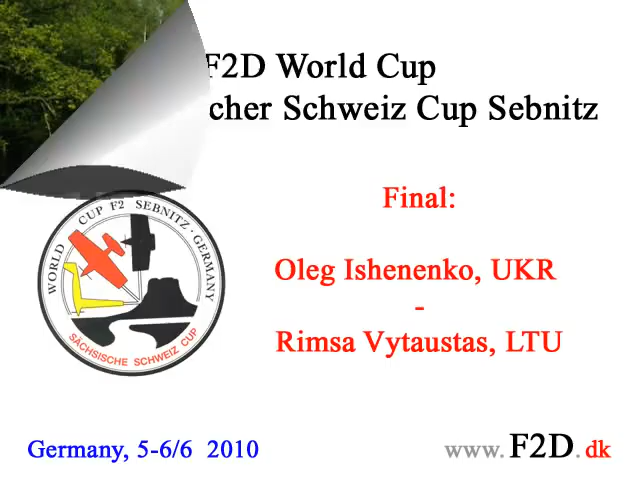 F2D World Cup
cher Schweiz Cup Sebnitz
Final:
Oleg Ishenenko, UKR
-
Rimsa Vytaustas, LTU
WORLD CUP F2 SEBNITZ · GERMANY
SÄCHSISCHE SCHWEIZ CUP
Germany, 5-6/6 2010
www.F2D.dk